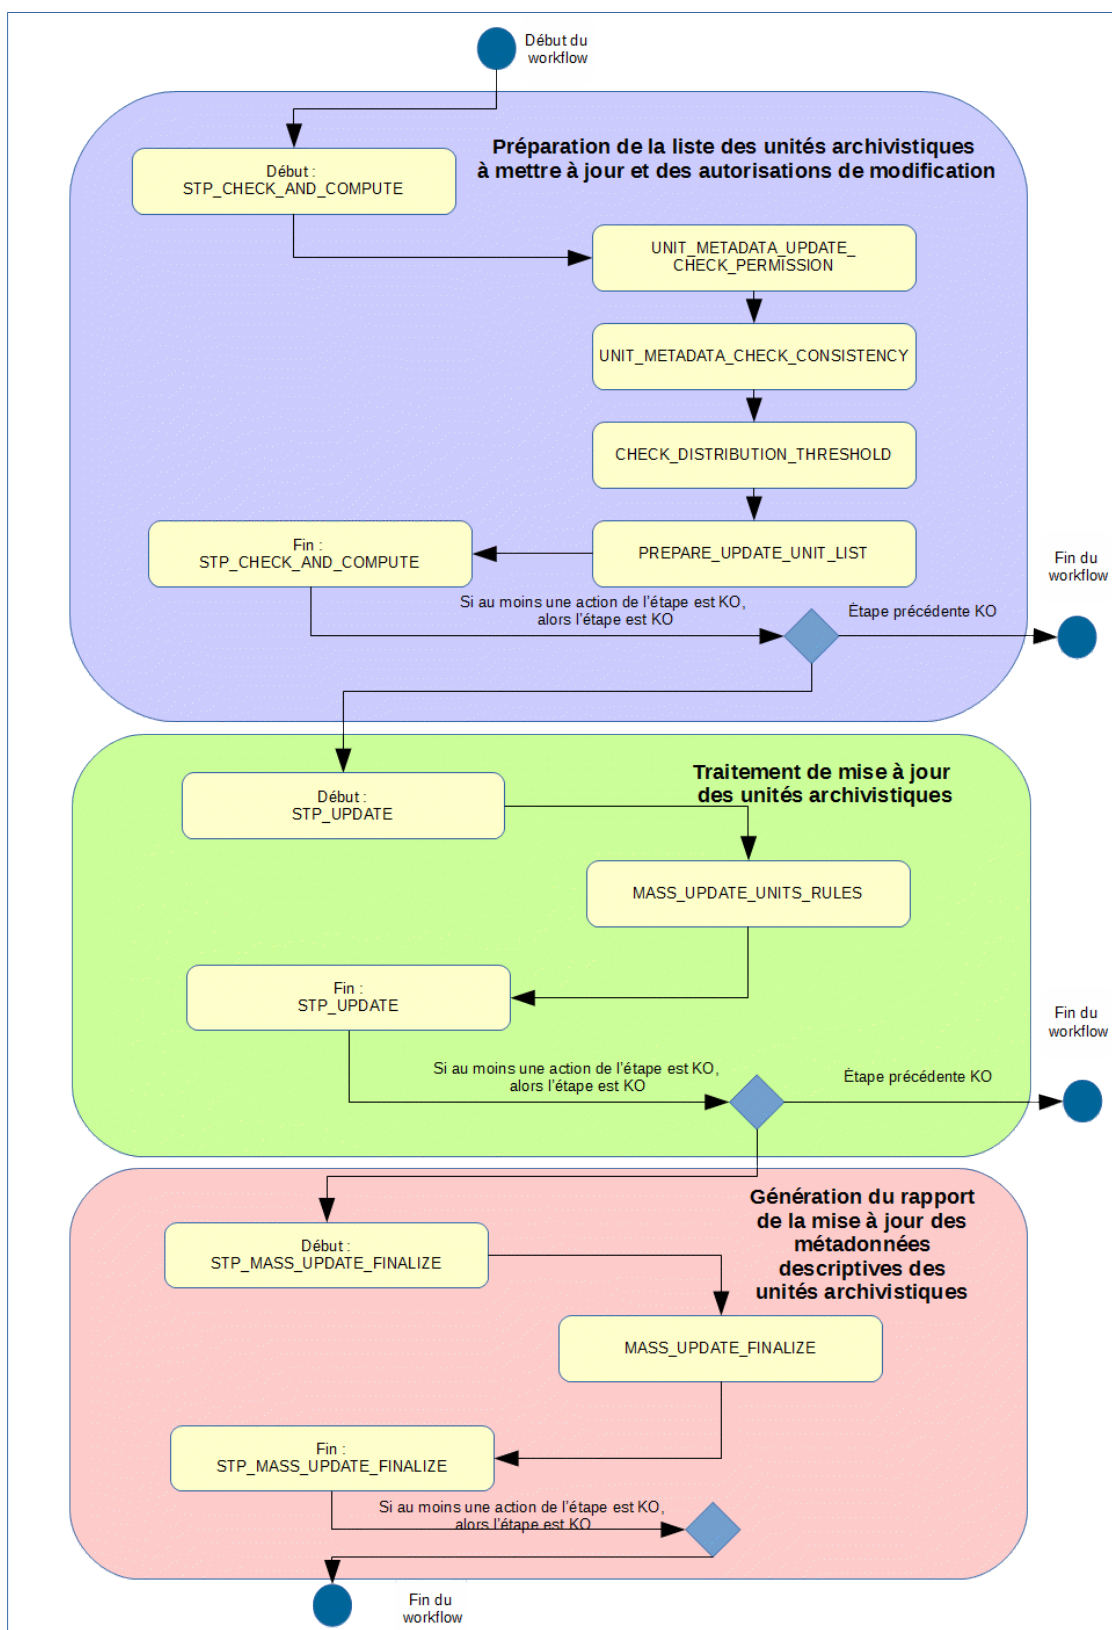 Début du
workflow
Préparation de la liste des unités archivistiques
à mettre à jour et des autorisations de modification
Début :
STP_CHECK_AND_COMPUTE
UNIT_METADATA_UPDATE_
CHECK_PERMISSION
UNIT_METADATA_CHECK_CONSISTENCY
CHECK_DISTRIBUTION_THRESHOLD
PREPARE_UPDATE_UNIT_LIST
Fin :
STP_CHECK_AND_COMPUTE
Si au moins une action de l'étape est KO,
alors l'étape est KO
Étape précédente KO
Fin du
workflow
Traitement de mise à jour
des unités archivistiques
Début :
STP_UPDATE
MASS_UPDATE_UNITS_RULES
Fin :
STP_UPDATE
Si au moins une action de l'étape est KO,
alors l'étape est KO
Étape précédente KO
Fin du
workflow
Génération du rapport
de la mise à jour des
métadonnées
descriptives des
unités archivistiques
Début :
STP_MASS_UPDATE_FINALIZE
MASS_UPDATE_FINALIZE
Fin :
STP_MASS_UPDATE_FINALIZE
Si au moins une action de l'étape est KO,
alors l'étape est KO
Fin du
workflow